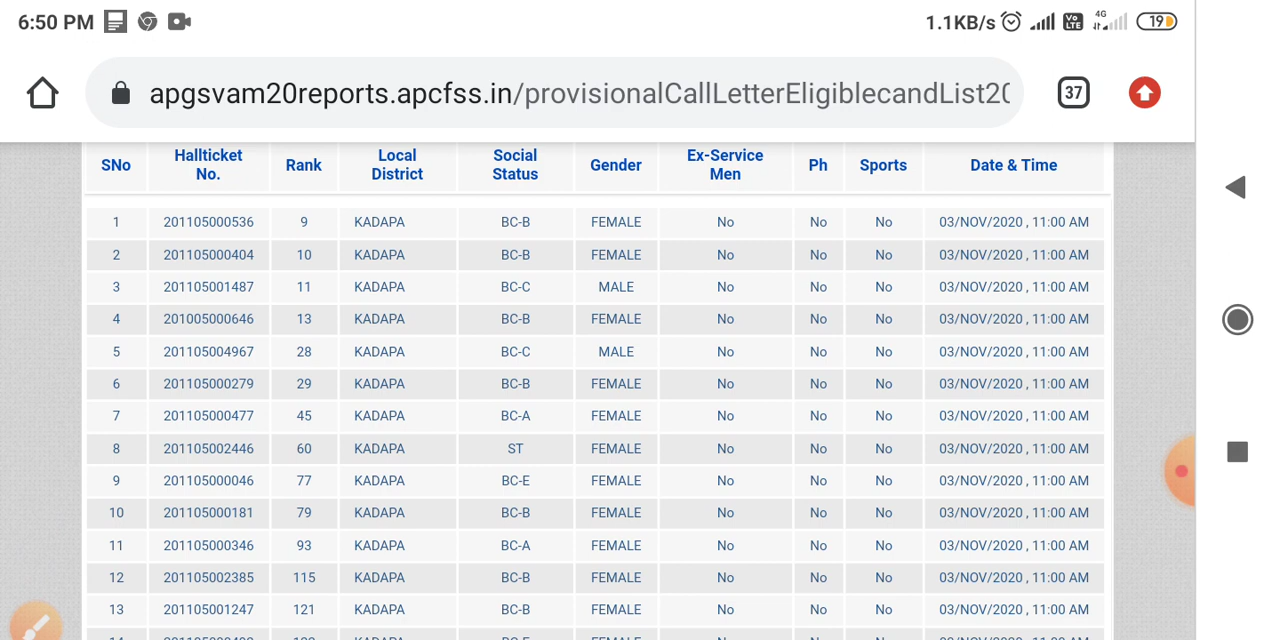 6:50 PM 1.1KB/s Vo LTE 4G 19
apgsvam20reports.apcfss.in/provisionalCallLetterEligiblecandList20 37
SNo Hallticket No. Rank Local District Social Status Gender Ex-Service Men Ph Sports Date & Time
1 201105000536 9 KADAPA BC-B FEMALE No No No 03/NOV/2020 , 11:00 AM
2 201105000404 10 KADAPA BC-B FEMALE No No No 03/NOV/2020 , 11:00 AM
3 201105001487 11 KADAPA BC-C MALE No No No 03/NOV/2020 , 11:00 AM
4 201005000646 13 KADAPA BC-B FEMALE No No No 03/NOV/2020 , 11:00 AM
5 201105004967 28 KADAPA BC-C MALE No No No 03/NOV/2020 , 11:00 AM
6 201105000279 29 KADAPA BC-B FEMALE No No No 03/NOV/2020 , 11:00 AM
7 201105000477 45 KADAPA BC-A FEMALE No No No 03/NOV/2020 , 11:00 AM
8 201105002446 60 KADAPA ST FEMALE No No No 03/NOV/2020 , 11:00 AM
9 201105000046 77 KADAPA BC-E FEMALE No No No 03/NOV/2020 , 11:00 AM
10 201105000181 79 KADAPA BC-B FEMALE No No No 03/NOV/2020 , 11:00 AM
11 201105000346 93 KADAPA BC-A FEMALE No No No 03/NOV/2020 , 11:00 AM
12 201105002385 115 KADAPA BC-B FEMALE No No No 03/NOV/2020 , 11:00 AM
13 201105001247 121 KADAPA BC-B FEMALE No No No 03/NOV/2020 , 11:00 AM